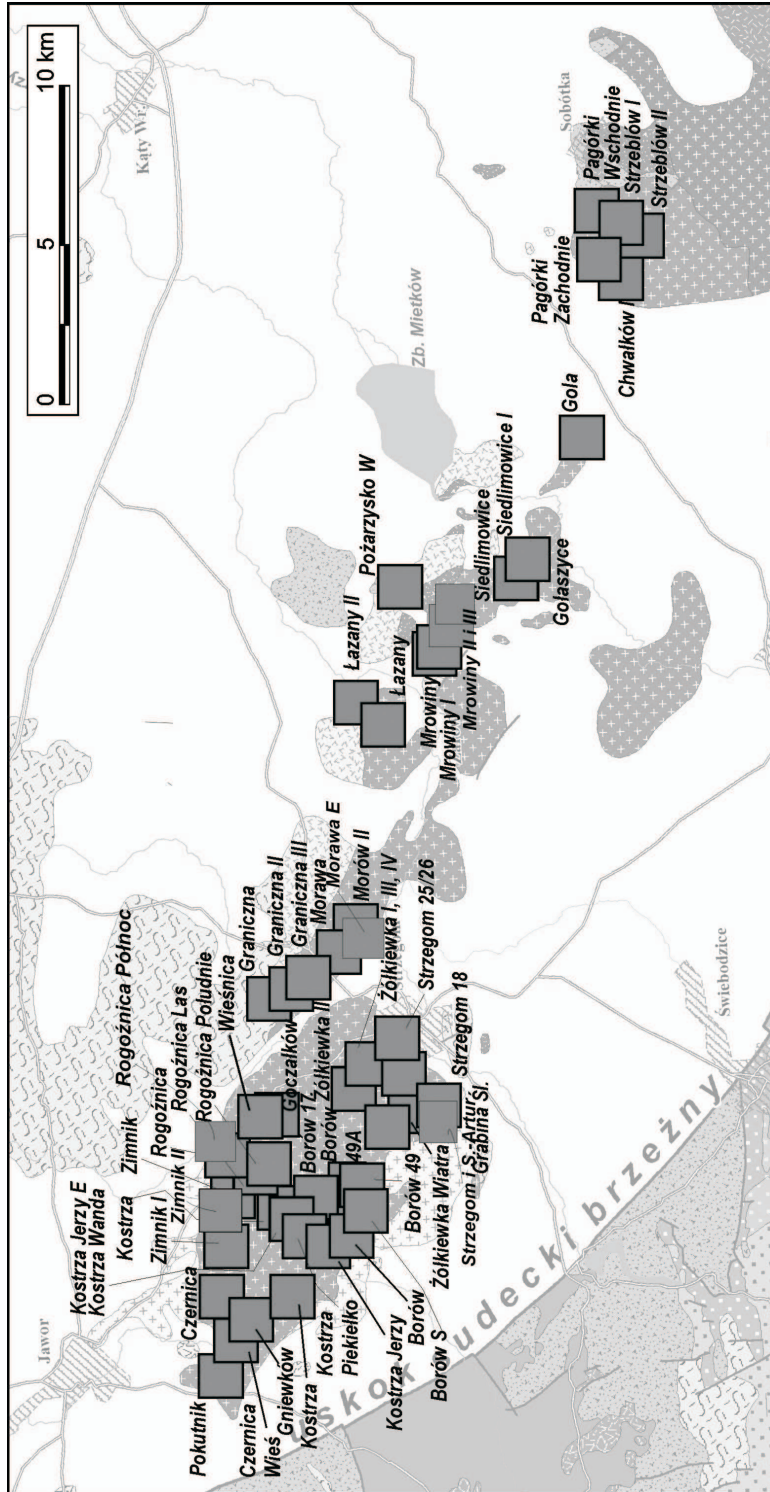 0 5 10 km
Kąty Wr.
Jawor
Sobótka
Świebodzice
Zb. Mietków
uskok sudecki brzeżny
Pokutnik
Czernica
Czernica
Wieś
Gniewków
Kostrza
Kostrza Jerzy E
Kostrza Wanda
Kostrza
Zimnik I
Zimnik II
Zimnik
Rogoźnica
Rogoźnica Las
Rogoźnica Północ
Rogoźnica Południe
Wieśnica
Goczałków
Graniczna
Graniczna II
Graniczna III
Morawa
Morawa E
Morów II
Żółkiewka I, III, IV
Żółkiewka III
Strzegom 25/26
Strzegom 18
Strzegom I S.-Artur
Grabina Śl.
Żółkiewka Wiatra
Borów 17
Borów
49A
Borów 49
Borów S
Borów
Kostrza Jerzy
Kostrza
Piekiełko
Łazany II
Łazany
Pożarzysko W
Mrowiny
Mrowiny I
Mrowiny II i III
Siedlimowice
Siedlimowice I
Gołaszyce
Gola
Pagórki
Zachodnie
Pagórki
Wschodnie
Strzeblów I
Strzeblów II
Chwałków I